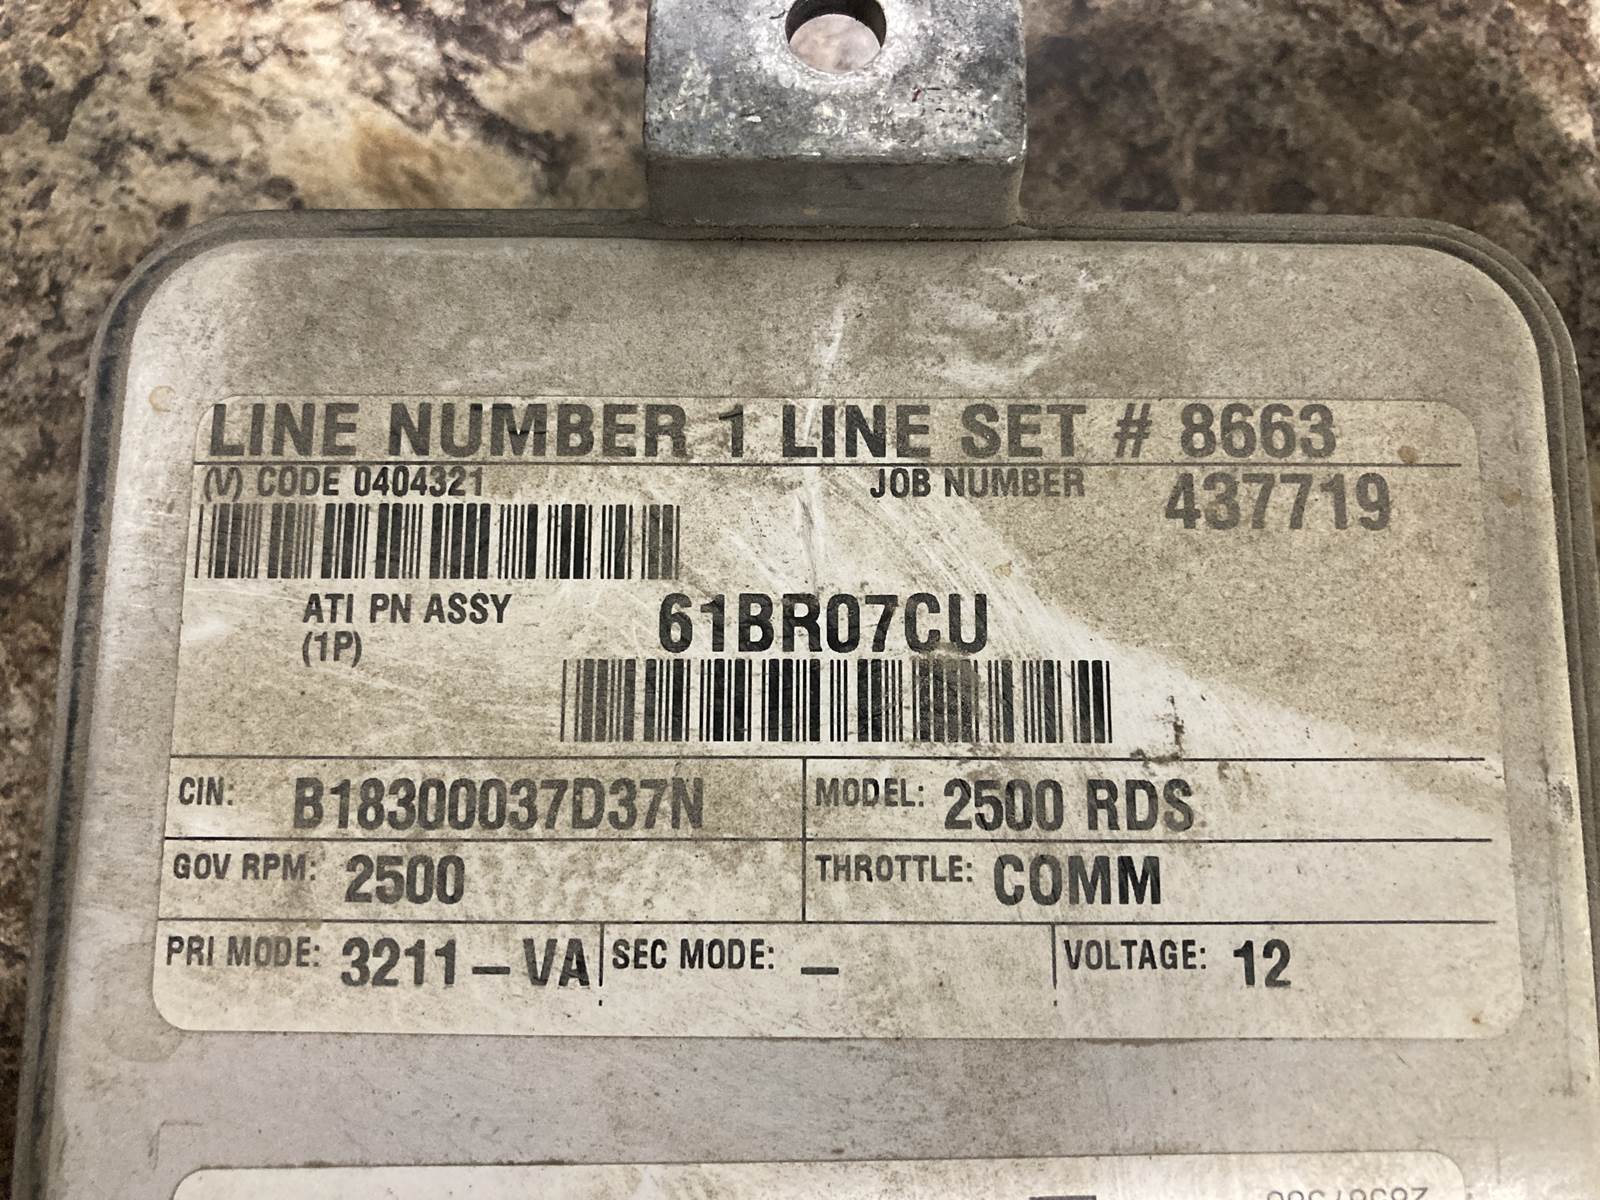 LINE NUMBER 1 LINE SET # 8663
(V) CODE 0404321
JOB NUMBER 437719
ATI PN ASSY 61BR07CU
(1P)
CIN: B18300037D37N
MODEL: 2500 RDS
GOV RPM: 2500
THROTTLE: COMM
PRI MODE: 3211-VA
SEC MODE: -
VOLTAGE: 12